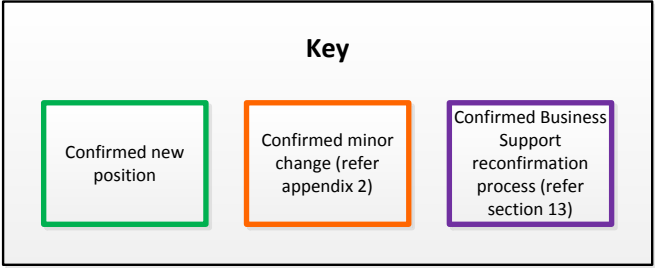 Key
Confirmed new
position
Confirmed minor
change (refer
appendix 2)
Confirmed Business
Support
reconfirmation
process (refer
section 13)